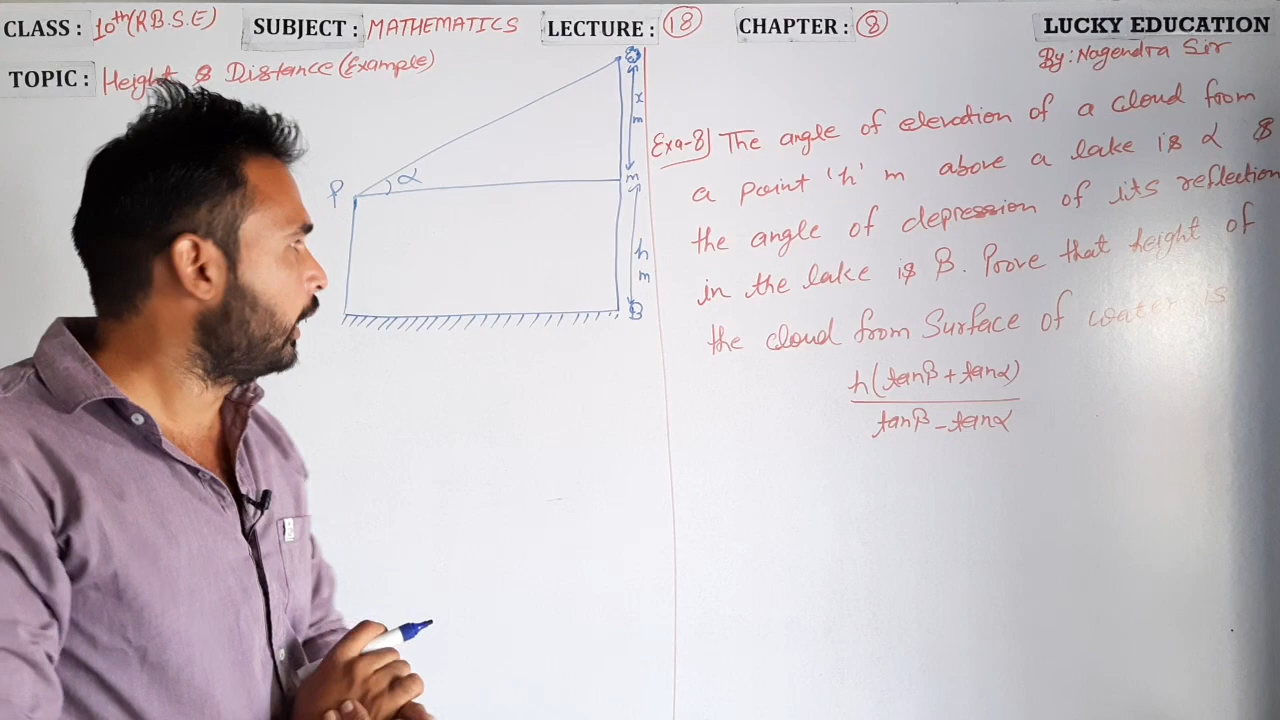 CLASS : 10th (R.B.S.E) SUBJECT : MATHEMATICS LECTURE : 18 CHAPTER : 8 LUCKY EDUCATION
By: Nagendra Sir
TOPIC : Height & Distance (Example)
x
m
P α m
h
m
B
Exa-8] The angle of elevation of a cloud from
a point 'h' m above a lake is α &
the angle of depression of its reflection
in the lake is β. Prove that height of
the cloud from Surface of water is
h(tanβ + tanα)
tanβ - tanα